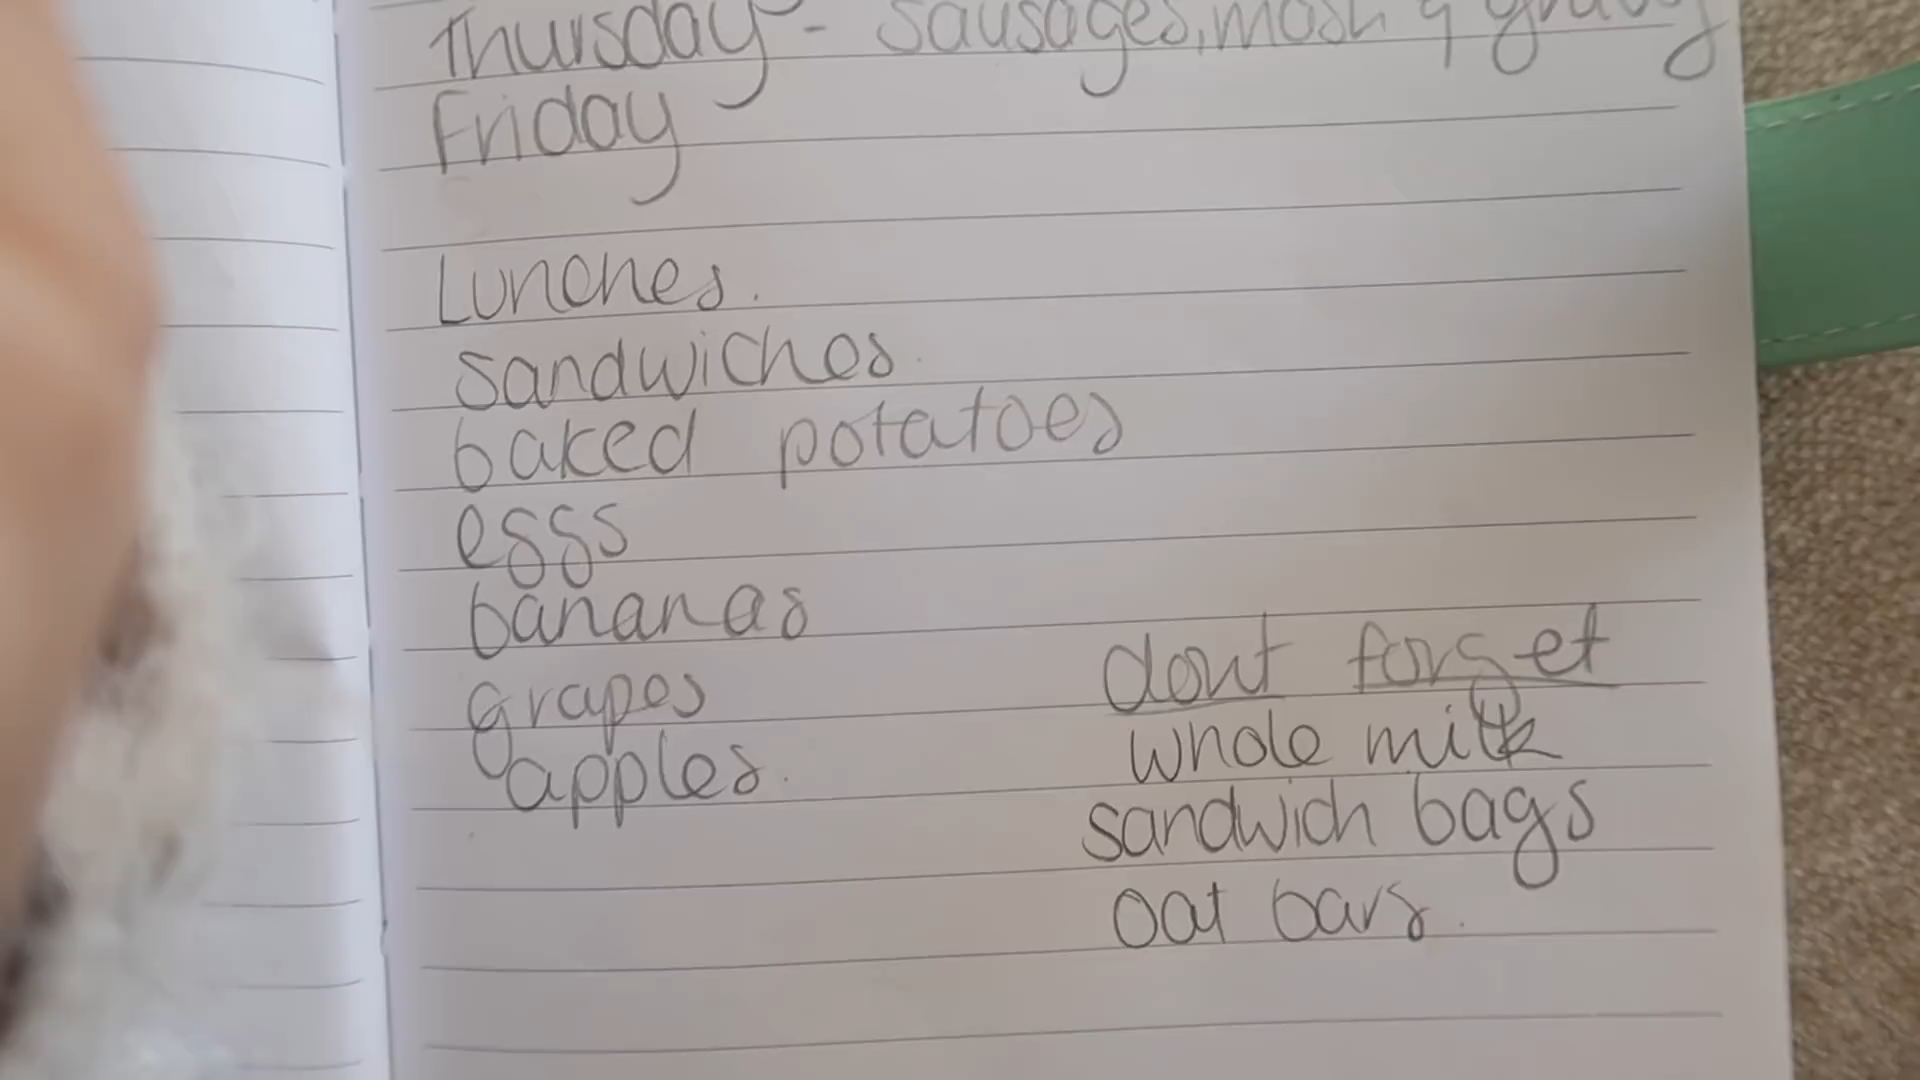 Thursday - Sausages, mash & gravy
Friday
Lunches.
sandwiches.
baked potatoes
eggs
bananas
grapes
apples.
dont forget
whole milk
sandwich bags
oat bars.